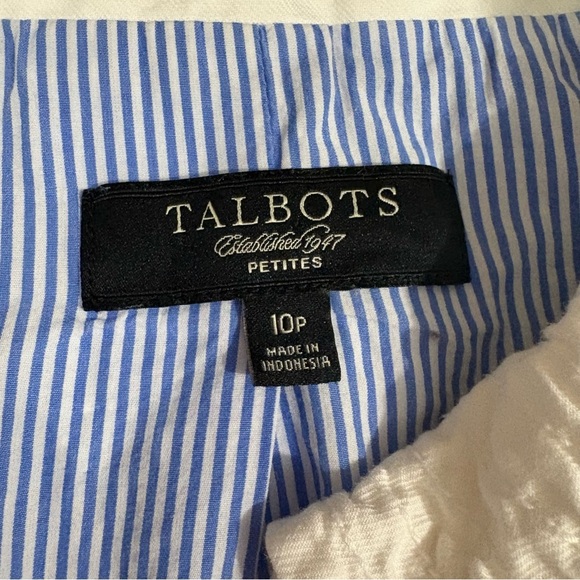 TALBOTS
Established 1947
PETITES
10P
MADE IN
INDONESIA